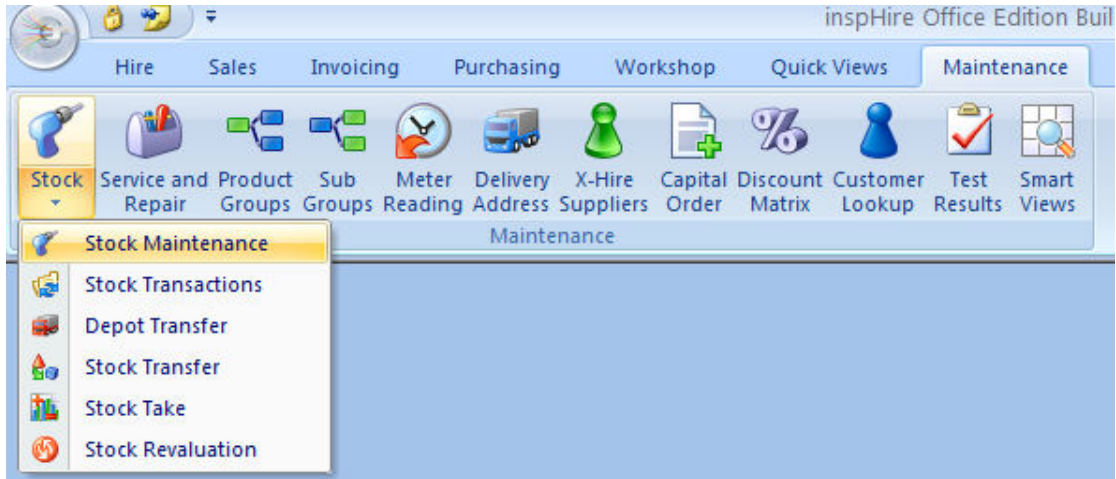 inspHire Office Edition Buil
Hire Sales Invoicing Purchasing Workshop Quick Views Maintenance
Stock Service and Product Sub Meter Delivery X-Hire Capital Discount Customer Test Smart
Repair Groups Groups Reading Address Suppliers Order Matrix Lookup Results Views
Maintenance
Stock Maintenance
Stock Transactions
Depot Transfer
Stock Transfer
Stock Take
Stock Revaluation